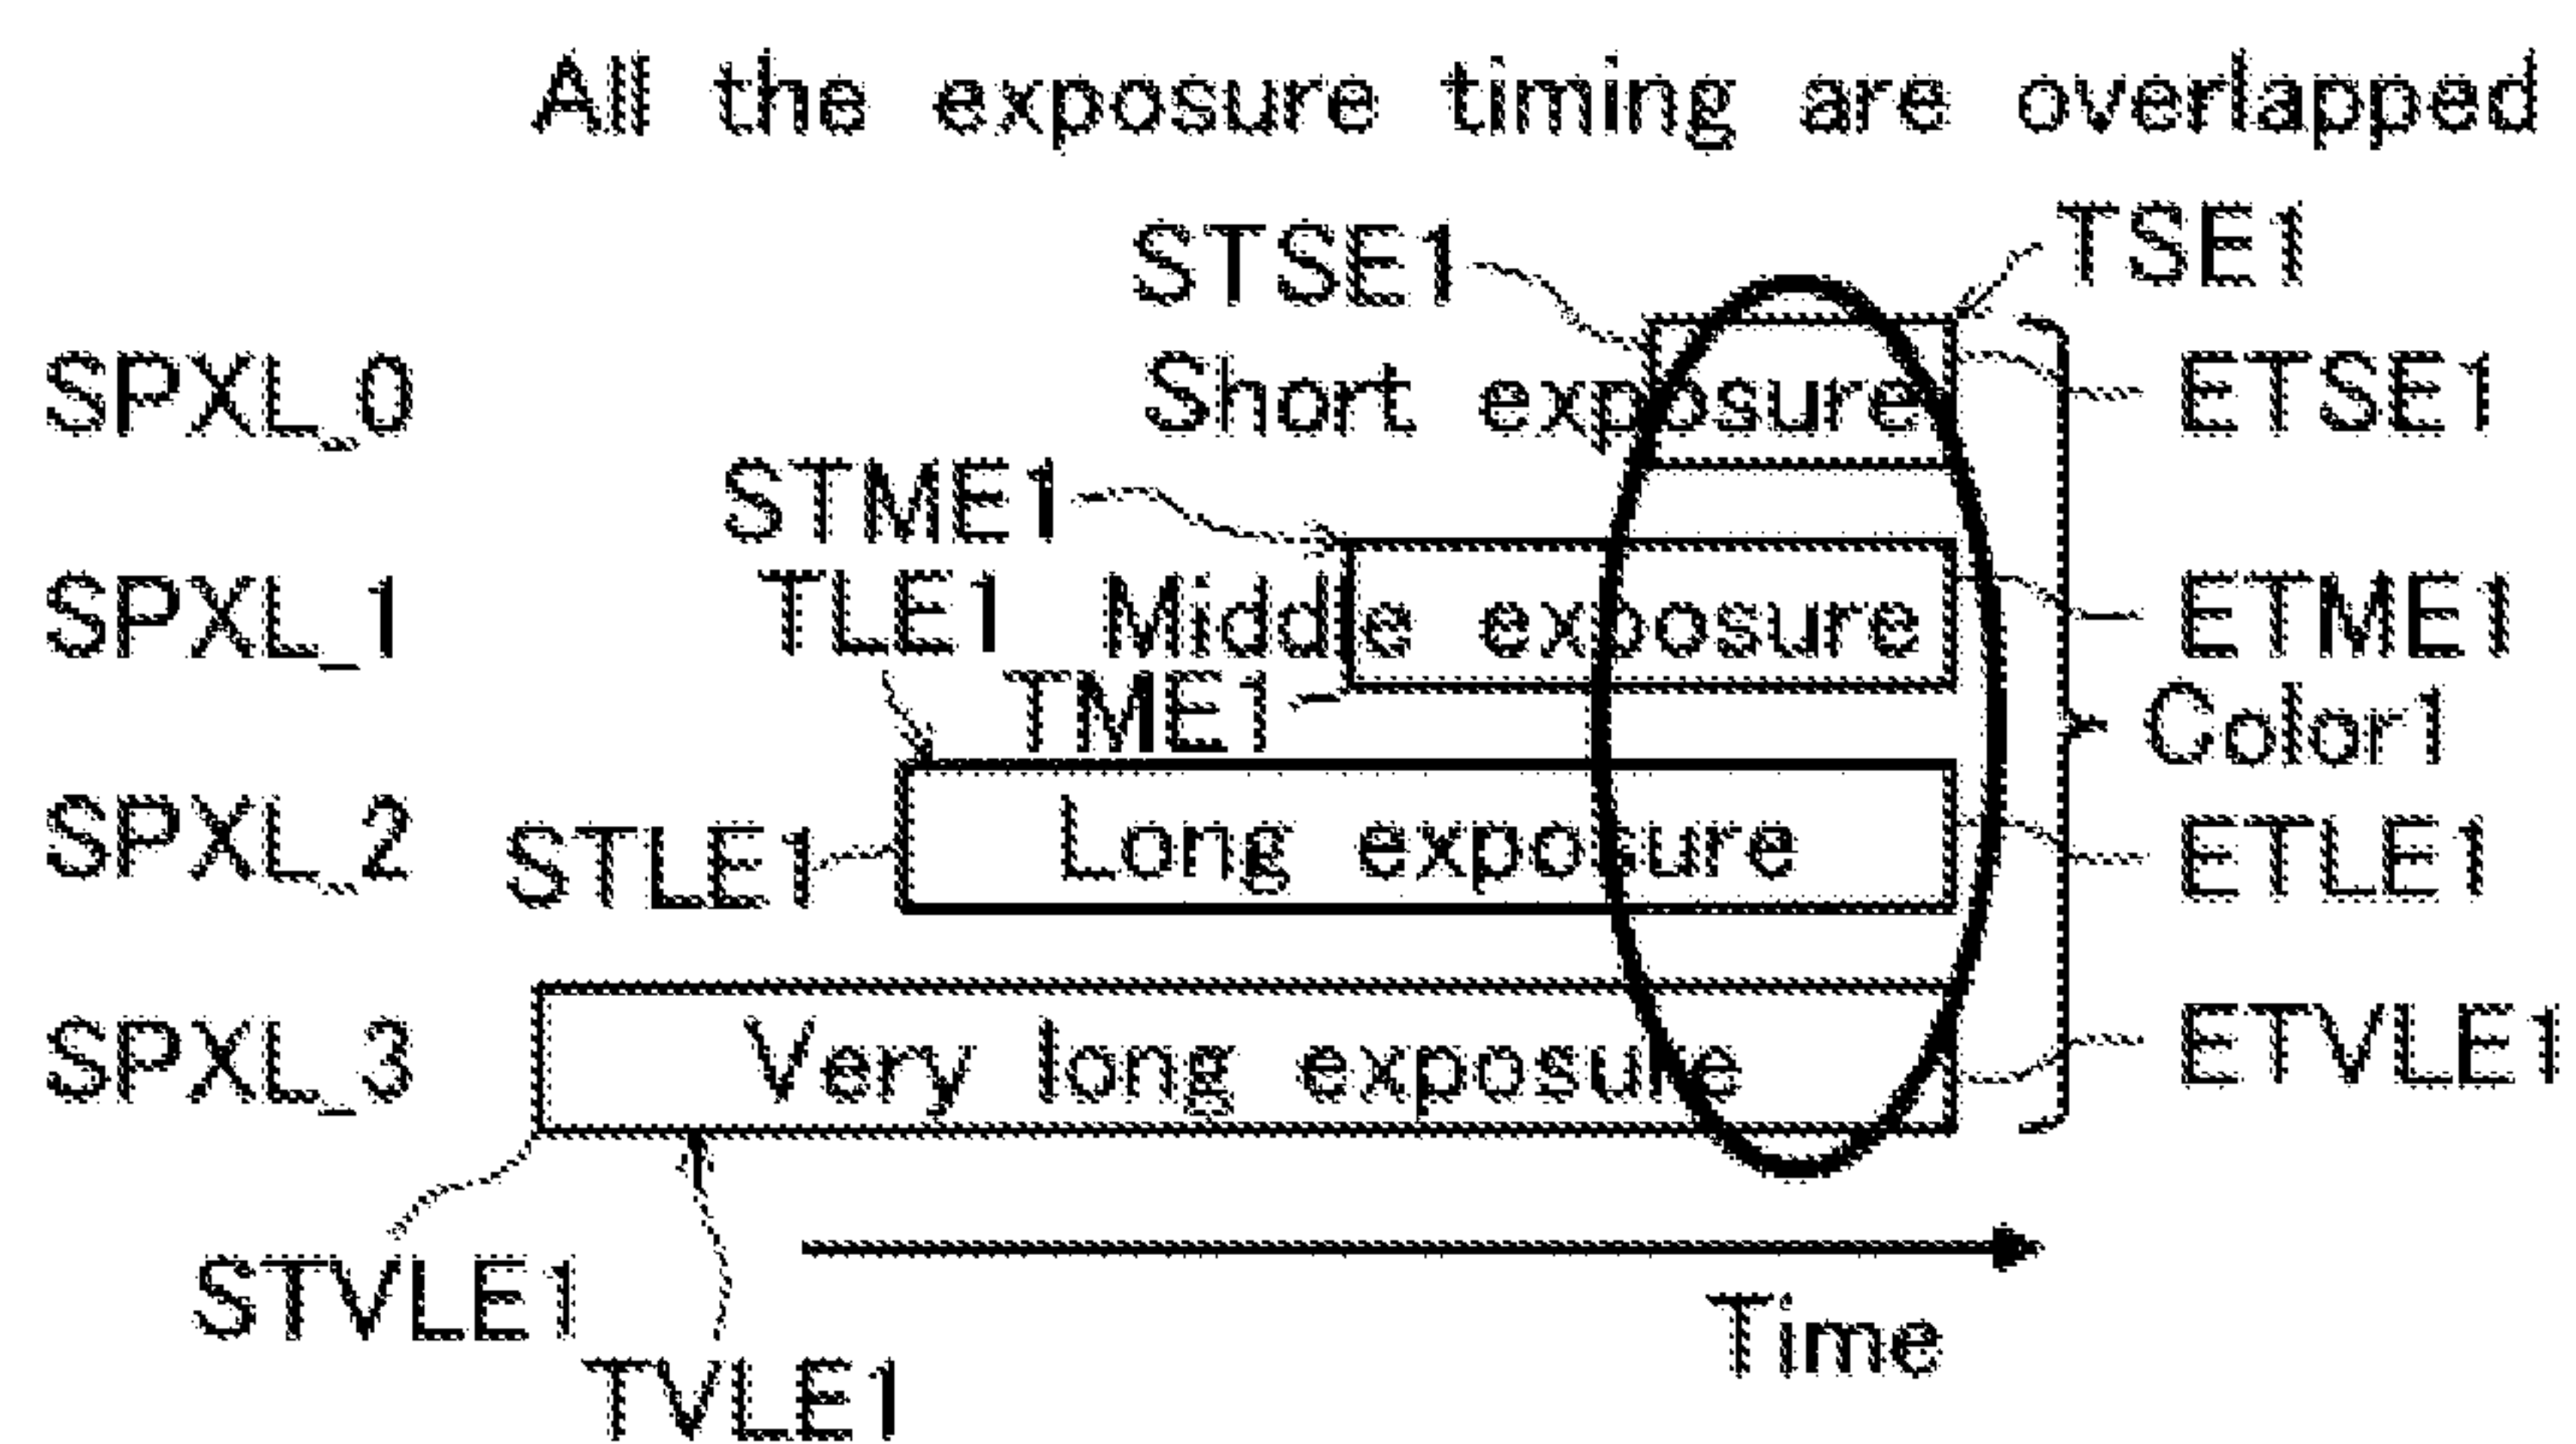 All the exposure timing are overlapped
STSE1
TSE1
SPXL_0
Short exposure
ETSE1
STME1
SPXL_1
TLE1
Middle exposure
ETME1
TME1
Color1
SPXL_2
STLE1
Long exposure
ETLE1
SPXL_3
Very long exposure
ETVLE1
STVLE1
Time
TVLE1